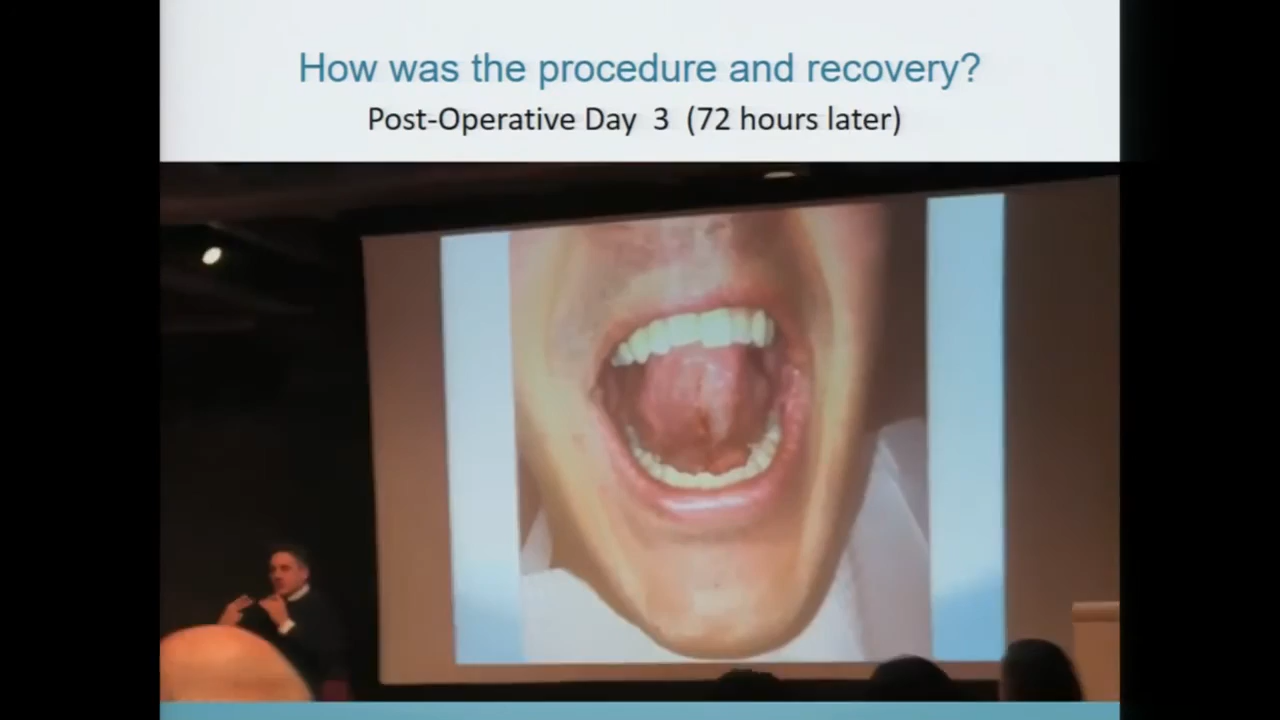 How was the procedure and recovery?
Post-Operative Day 3 (72 hours later)